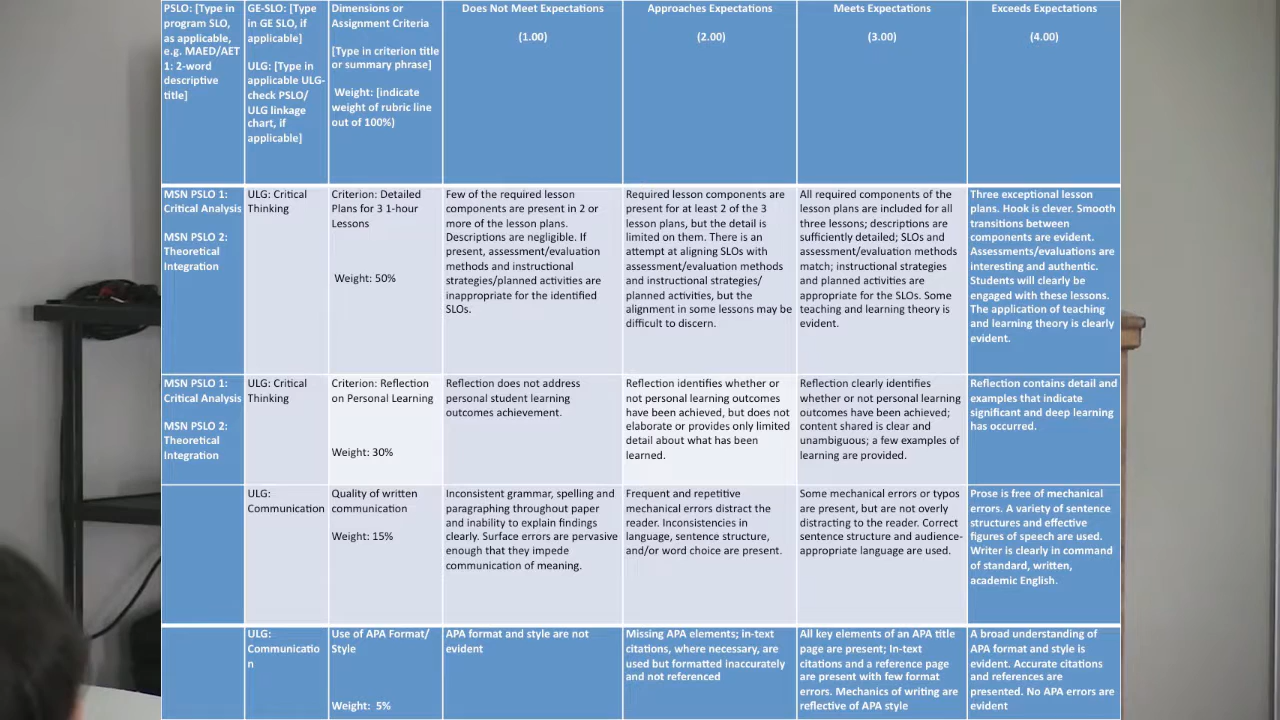 PSLO: [Type in
program SLO,
as applicable,
e.g. MAED/AET
1: 2-word
descriptive
title]
GE-SLO: [Type
in GE SLO, if
applicable]
ULG: [Type in
applicable ULG-
check PSLO/
ULG linkage
chart, if
applicable]
Dimensions or
Assignment Criteria
[Type in criterion title
or summary phrase]
Weight: [indicate
weight of rubric line
out of 100%)
Does Not Meet Expectations
(1.00)
Approaches Expectations
(2.00)
Meets Expectations
(3.00)
Exceeds Expectations
(4.00)
MSN PSLO 1:
Critical Analysis
MSN PSLO 2:
Theoretical
Integration
ULG: Critical
Thinking
Criterion: Detailed
Plans for 3 1-hour
Lessons
Weight: 50%
Few of the required lesson
components are present in 2 or
more of the lesson plans.
Descriptions are negligible. If
present, assessment/evaluation
methods and instructional
strategies/planned activities are
inappropriate for the identified
SLOs.
Required lesson components are
present for at least 2 of the 3
lesson plans, but the detail is
limited on them. There is an
attempt at aligning SLOs with
assessment/evaluation methods
and instructional strategies/
planned activities, but the
alignment in some lessons may be
difficult to discern.
All required components of the
lesson plans are included for all
three lessons; descriptions are
sufficiently detailed; SLOs and
assessment/evaluation methods
match; instructional strategies
and planned activities are
appropriate for the SLOs. Some
teaching and learning theory is
evident.
Three exceptional lesson
plans. Hook is clever. Smooth
transitions between
components are evident.
Assessments/evaluations are
interesting and authentic.
Students will clearly be
engaged with these lessons.
The application of teaching
and learning theory is clearly
evident.
MSN PSLO 1:
Critical Analysis
MSN PSLO 2:
Theoretical
Integration
ULG: Critical
Thinking
Criterion: Reflection
on Personal Learning
Weight: 30%
Reflection does not address
personal student learning
outcomes achievement.
Reflection identifies whether or
not personal learning outcomes
have been achieved, but does not
elaborate or provides only limited
detail about what has been
learned.
Reflection clearly identifies
whether or not personal learning
outcomes have been achieved;
content shared is clear and
unambiguous; a few examples of
learning are provided.
Reflection contains detail and
examples that indicate
significant and deep learning
has occurred.
ULG:
Communication
Quality of written
communication
Weight: 15%
Inconsistent grammar, spelling and
paragraphing throughout paper
and inability to explain findings
clearly. Surface errors are pervasive
enough that they impede
communication of meaning.
Frequent and repetitive
mechanical errors distract the
reader. Inconsistencies in
language, sentence structure,
and/or word choice are present.
Some mechanical errors or typos
are present, but are not overly
distracting to the reader. Correct
sentence structure and audience-
appropriate language are used.
Prose is free of mechanical
errors. A variety of sentence
structures and effective
figures of speech are used.
Writer is clearly in command
of standard, written,
academic English.
ULG:
Communicatio
n
Use of APA Format/
Style
Weight: 5%
APA format and style are not
evident
Missing APA elements; in-text
citations, where necessary, are
used but formatted inaccurately
and not referenced
All key elements of an APA title
page are present; In-text
citations and a reference page
are present with few format
errors. Mechanics of writing are
reflective of APA style
A broad understanding of
APA format and style is
evident. Accurate citations
and references are
presented. No APA errors are
evident